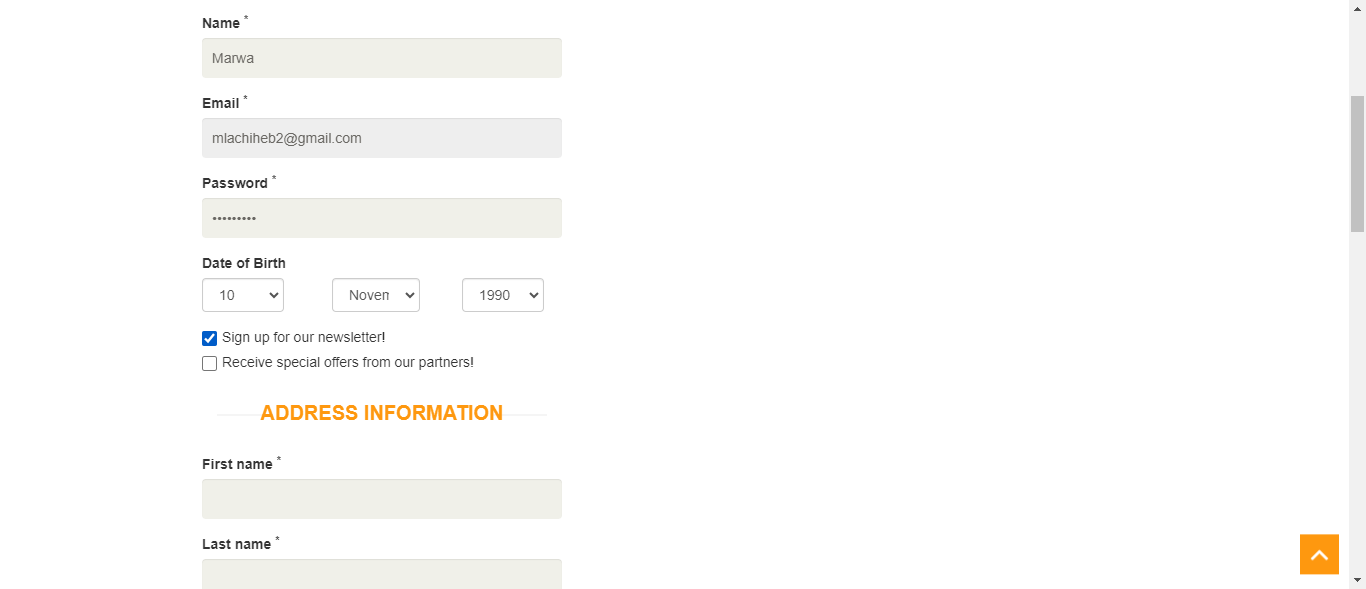 Name *
Marwa
Email *
mlachiheb2@gmail.com
Password *
•••••••••
Date of Birth
10 Novem 1990
Sign up for our newsletter!
Receive special offers from our partners!
ADDRESS INFORMATION
First name *
Last name *